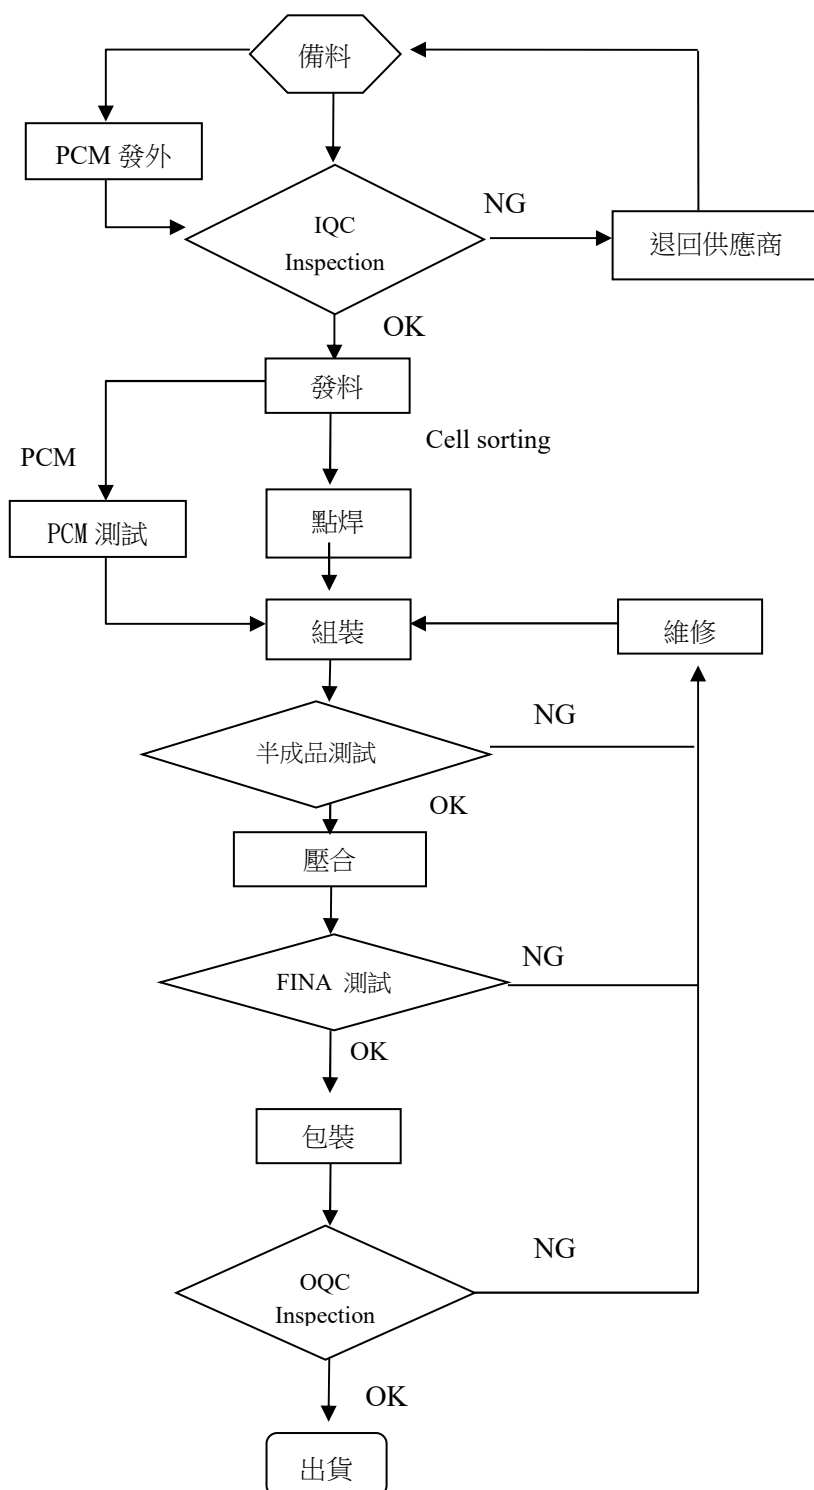 備料
PCM 發外
IQC
Inspection
NG
退回供應商
OK
發料
Cell sorting
PCM
PCM 測試
點焊
組裝
維修
半成品測試
NG
OK
壓合
FINA 測試
NG
OK
包裝
OQC
Inspection
NG
OK
出貨